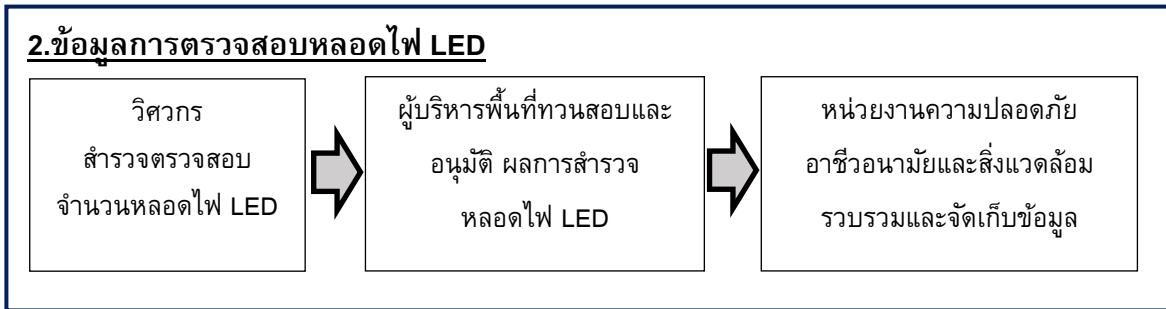 2.ข้อมูลการตรวจสอบหลอดไฟ LED
วิศวกร
สำรวจตรวจสอบ
จำนวนหลอดไฟ LED
ผู้บริหารพื้นที่ทวนสอบและ
อนุมัติ ผลการสำรวจ
หลอดไฟ LED
หน่วยงานความปลอดภัย
อาชีวอนามัยและสิ่งแวดล้อม
รวบรวมและจัดเก็บข้อมูล